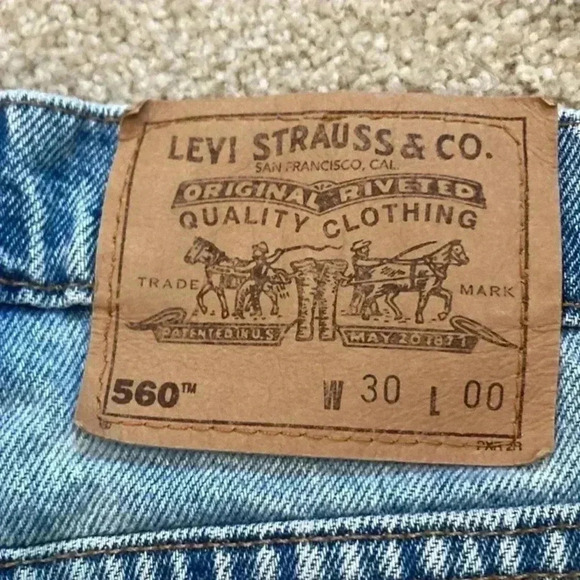 LEVI STRAUSS & CO.
SAN FRANCISCO, CAL.
ORIGINAL RIVETED
QUALITY CLOTHING
TRADE MARK
PATENTED IN U.S. MAY 20 1871
560™ W 30 L 00